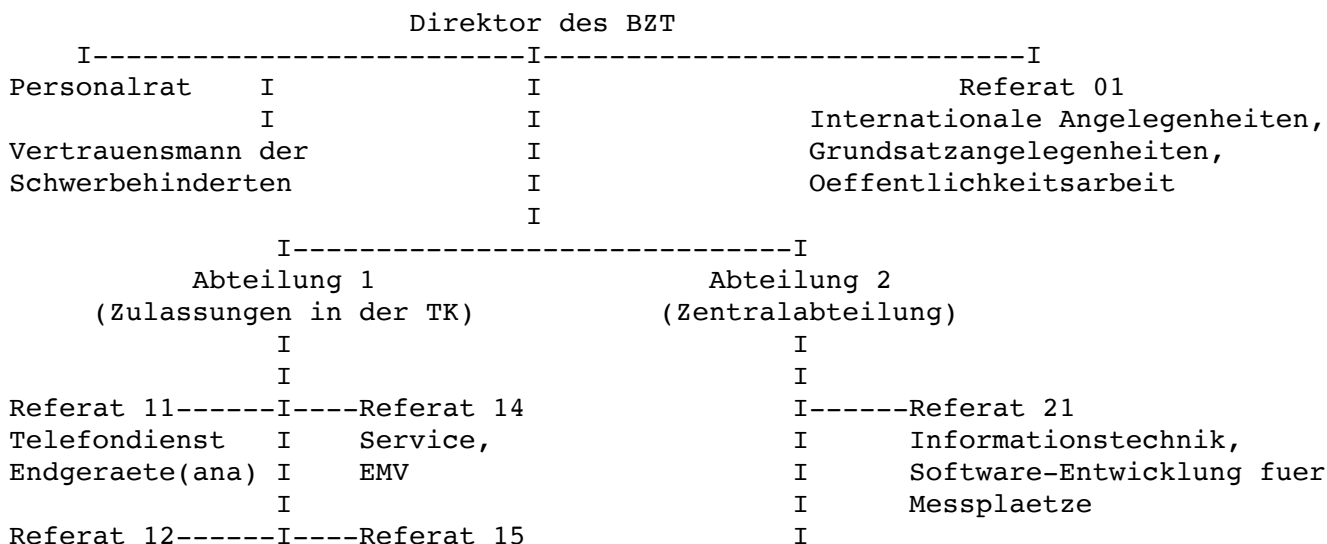 Direktor des BZT
    I--------------------------I-----------------------------I
Personalrat    I               I                         Referat 01
               I               I                Internationale Angelegenheiten,
Vertrauensmann der             I                Grundsatzangelegenheiten,
Schwerbehinderten              I                Oeffentlichkeitsarbeit
                               I
                I------------------------------I
           Abteilung 1                    Abteilung 2
     (Zulassungen in der TK)           (Zentralabteilung)
                I                              I
                I                              I
Referat 11------I----Referat 14                I------Referat 21
Telefondienst   I    Service,                  I      Informationstechnik,
Endgeraete(ana) I    EMV                       I      Software-Entwicklung fuer
                I                              I      Messplaetze
Referat 12------I----Referat 15                I